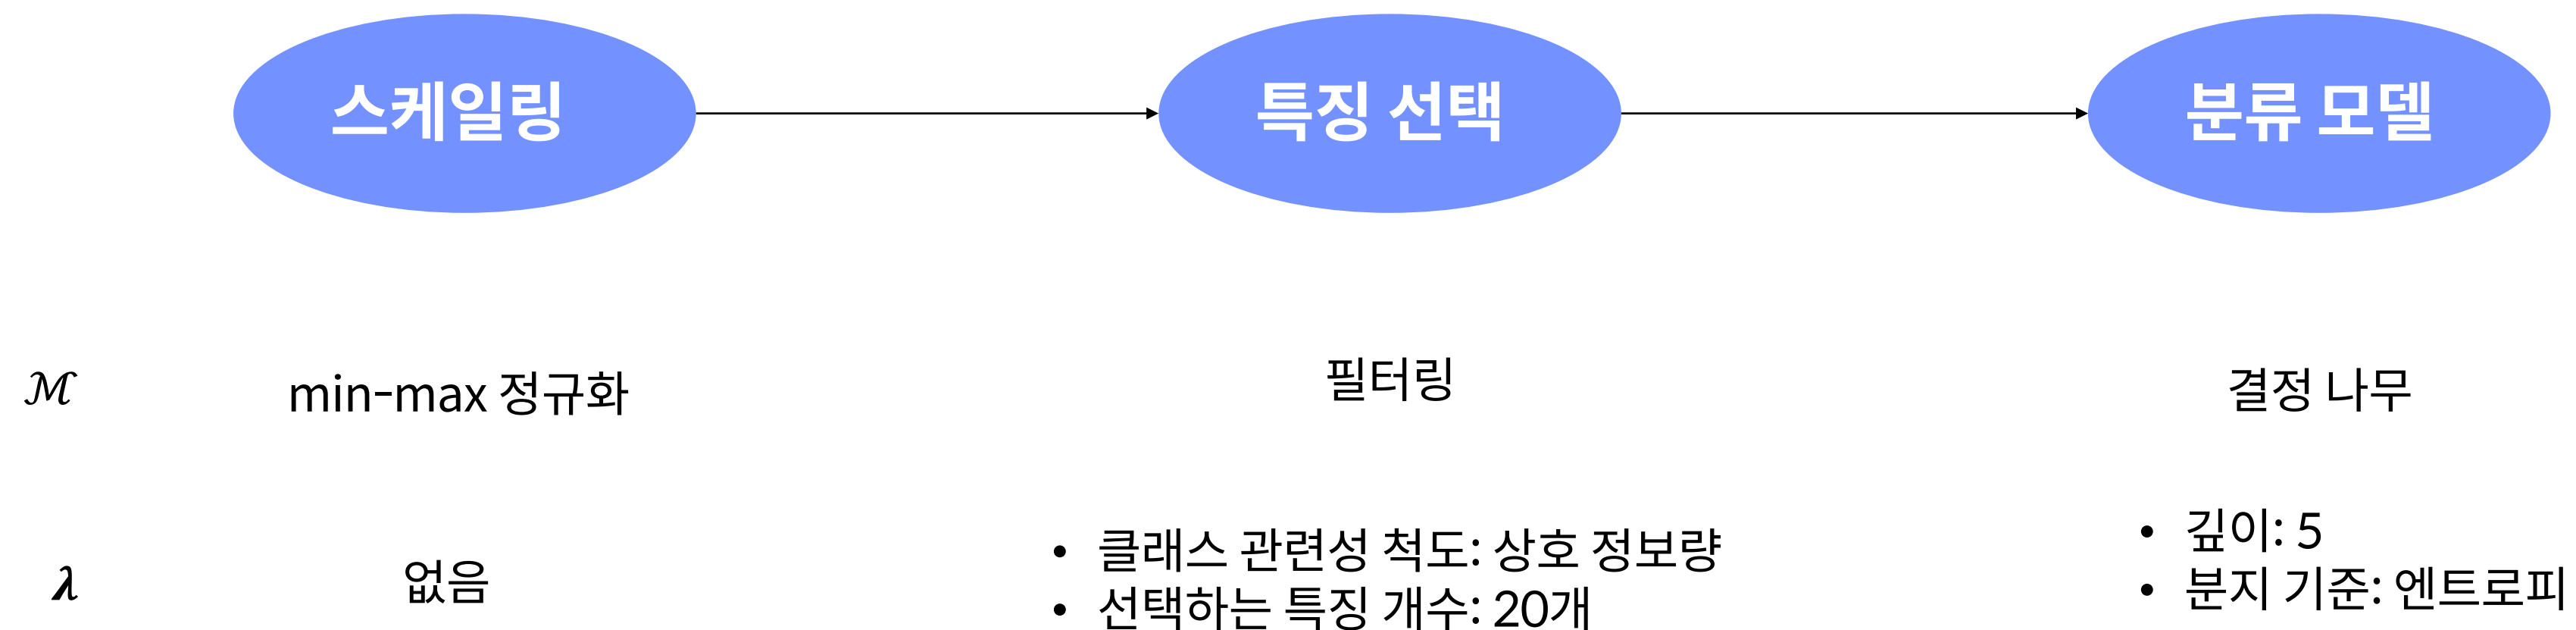 스케일링
특징 선택
분류 모델
ℳ
min-max 정규화
필터링
결정 나무
λ
없음
• 클래스 관련성 척도: 상호 정보량
• 선택하는 특징 개수: 20개
• 깊이: 5
• 분지 기준: 엔트로피